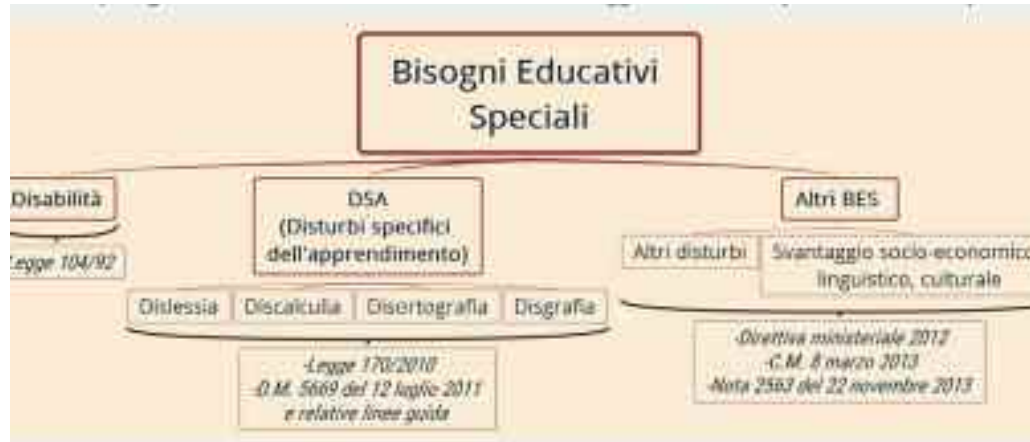 Bisogni Educativi
Speciali
Disabilità
Legge 104/92
DSA
(Disturbi specifici
dell'apprendimento)
Dislessia
Discalculia
Disortografia
Disgrafia
-Legge 170/2010
-D.M. 5669 del 12 luglio 2011
e relative linee guida
Altri BES
Altri disturbi
Svantaggio socio-economico
linguistico, culturale
-Direttiva ministeriale 2012
-C.M. 8 marzo 2013
-Nota 2563 del 22 novembre 2013